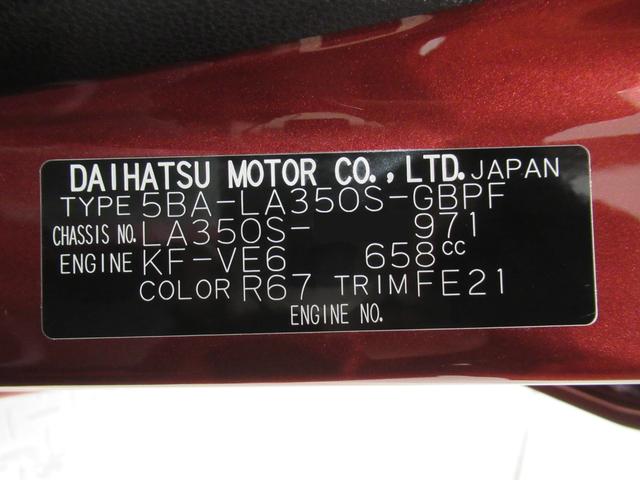 DAIHATSU MOTOR CO., LTD. JAPAN
TYPE 5BA-LA350S-GBPF
CHASSIS NO. LA350S- 971
ENGINE KF-VE6 658cc
COLOR R67 TRIM FE21
ENGINE NO.